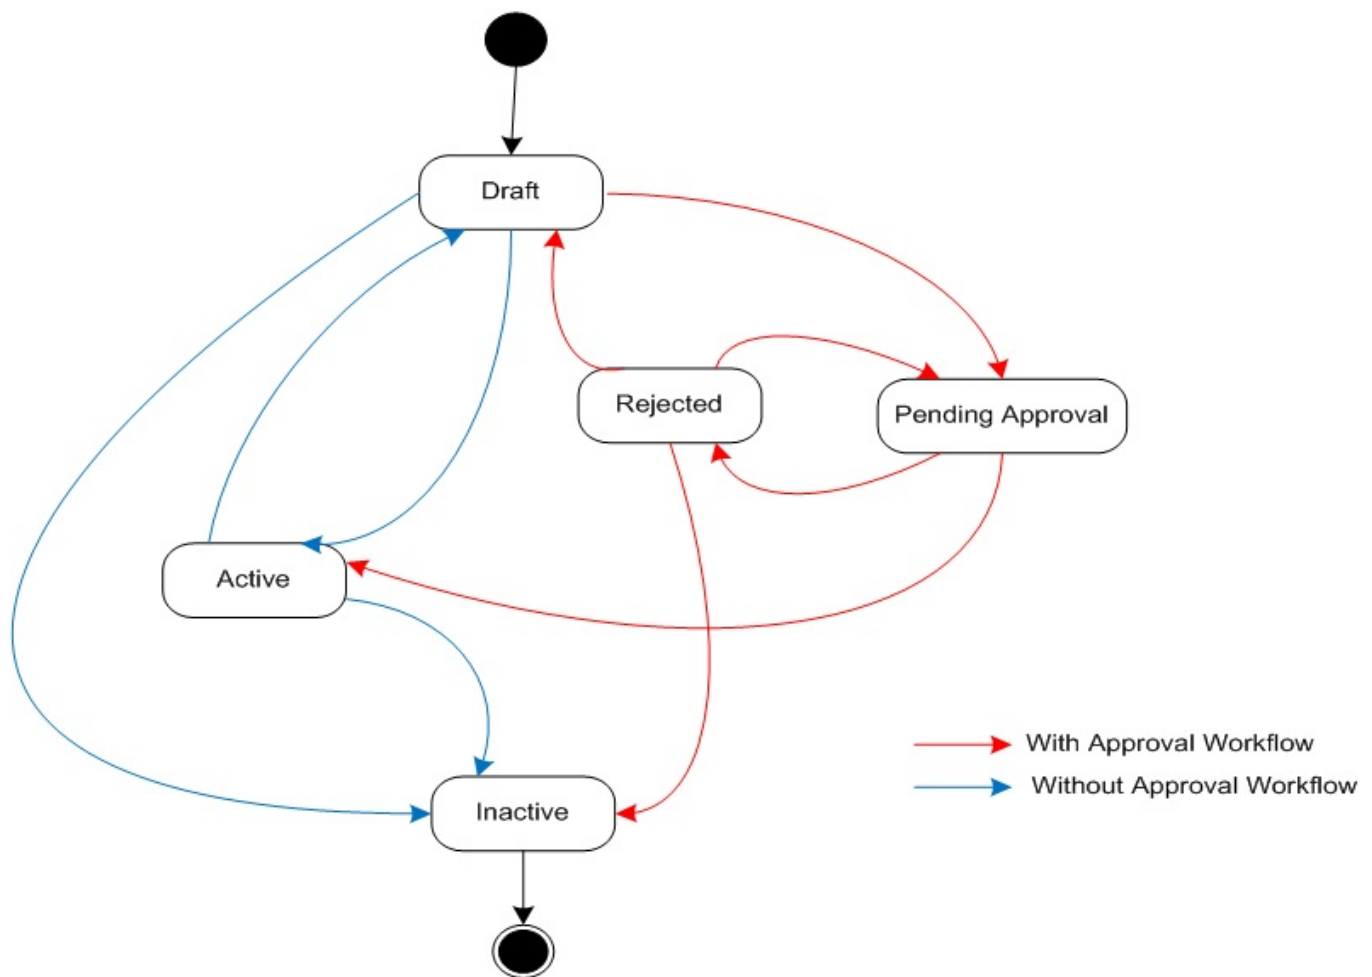 Draft
Rejected
Pending Approval
Active
With Approval Workflow
Without Approval Workflow
Inactive